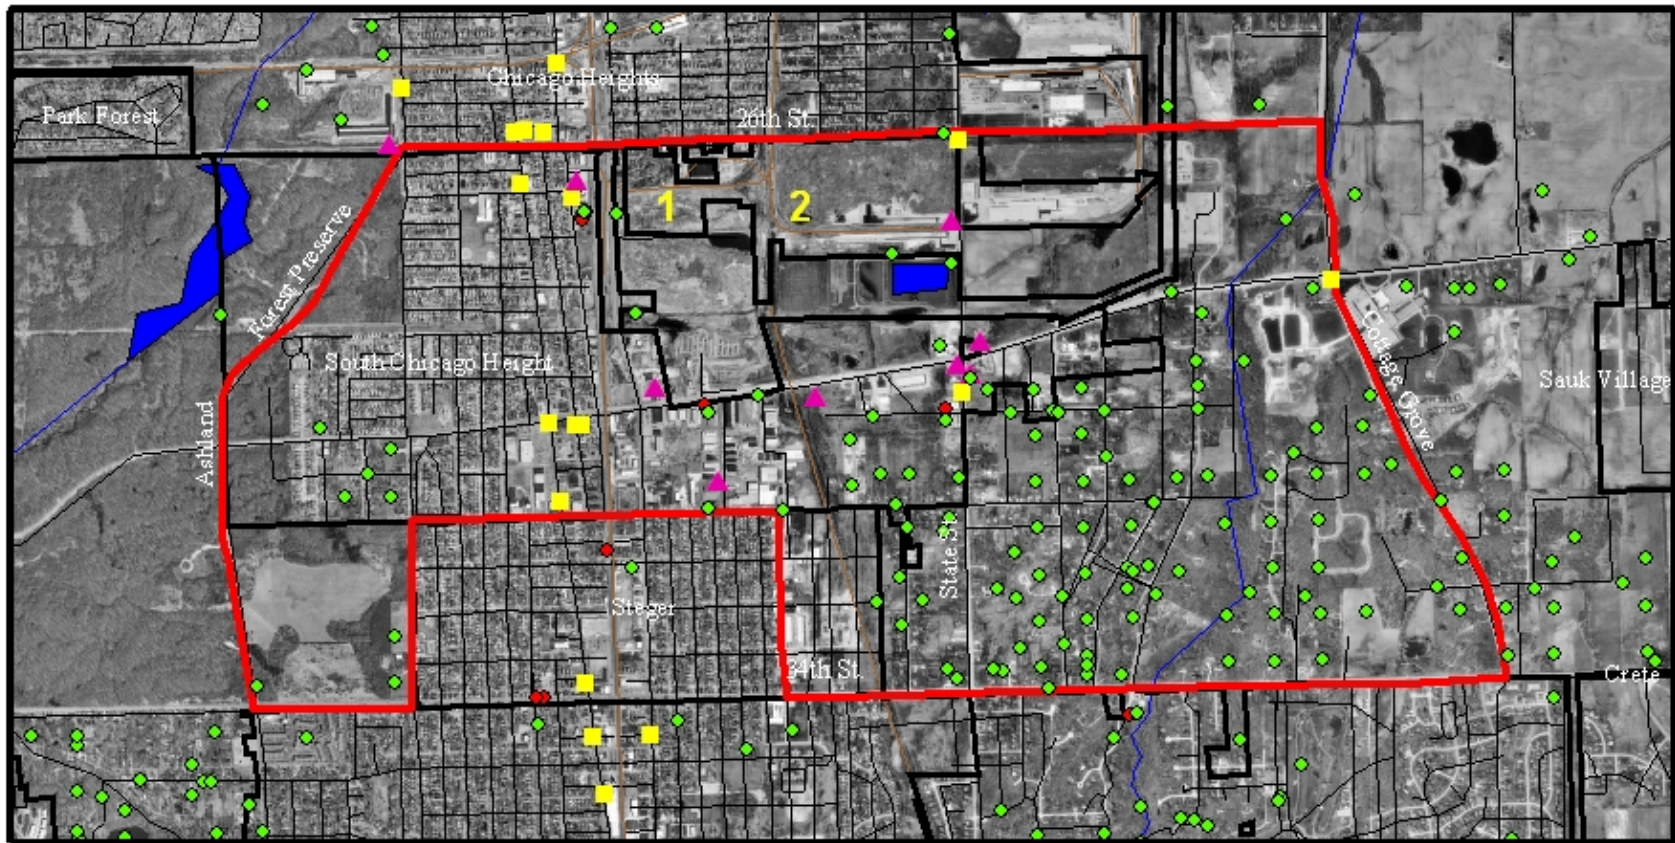 Chicago Heights
Park Forest
26th St.
1
2
Forest Preserve
South Chicago Height
Cottage Grove
Sauk Village
Ashland
State St.
Steger
34th St.
Crete